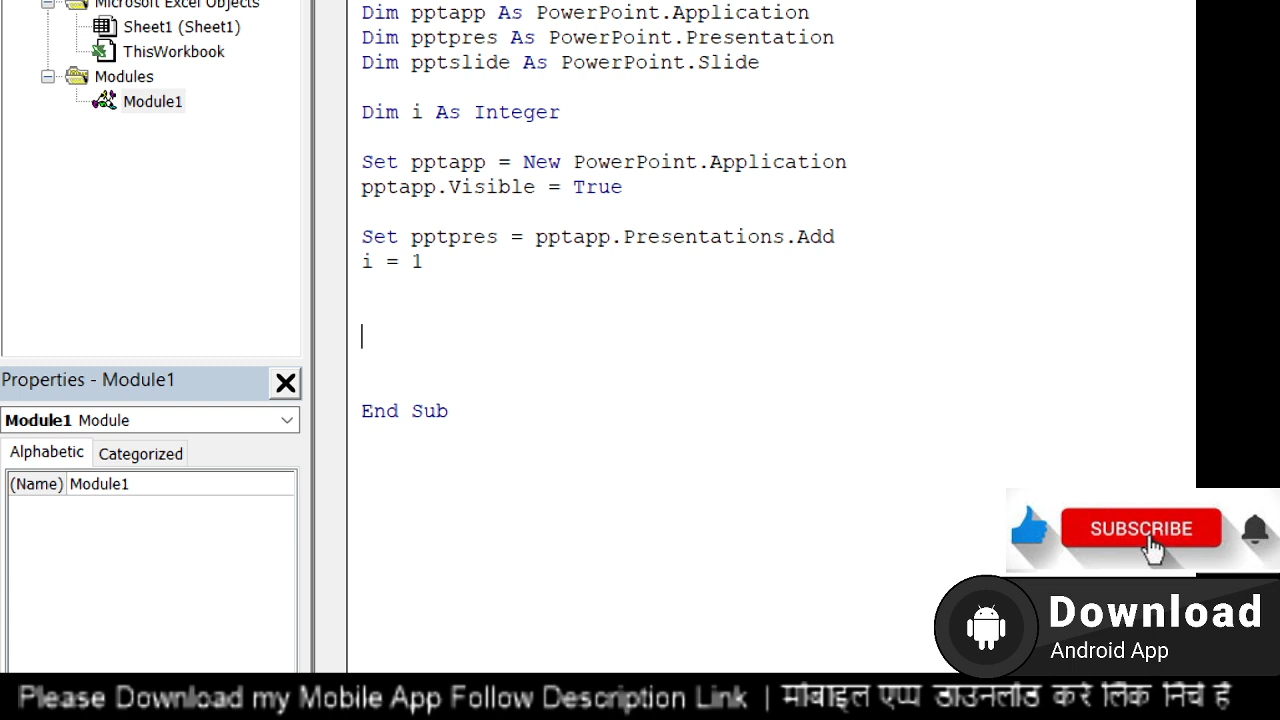 Microsoft Excel Objects
Sheet1 (Sheet1)
ThisWorkbook
Modules
Module1
Dim pptapp As PowerPoint.Application
Dim pptpres As PowerPoint.Presentation
Dim pptslide As PowerPoint.Slide
Dim i As Integer
Set pptapp = New PowerPoint.Application
pptapp.Visible = True
Set pptpres = pptapp.Presentations.Add
i = 1
End Sub
Properties - Module1
Module1 Module
Alphabetic Categorized
(Name) Module1
SUBSCRIBE
Download
Android App
Please Download my Mobile App Follow Description Link | मोबाइल एप्प डाउनलोड करे लिंक निचे है